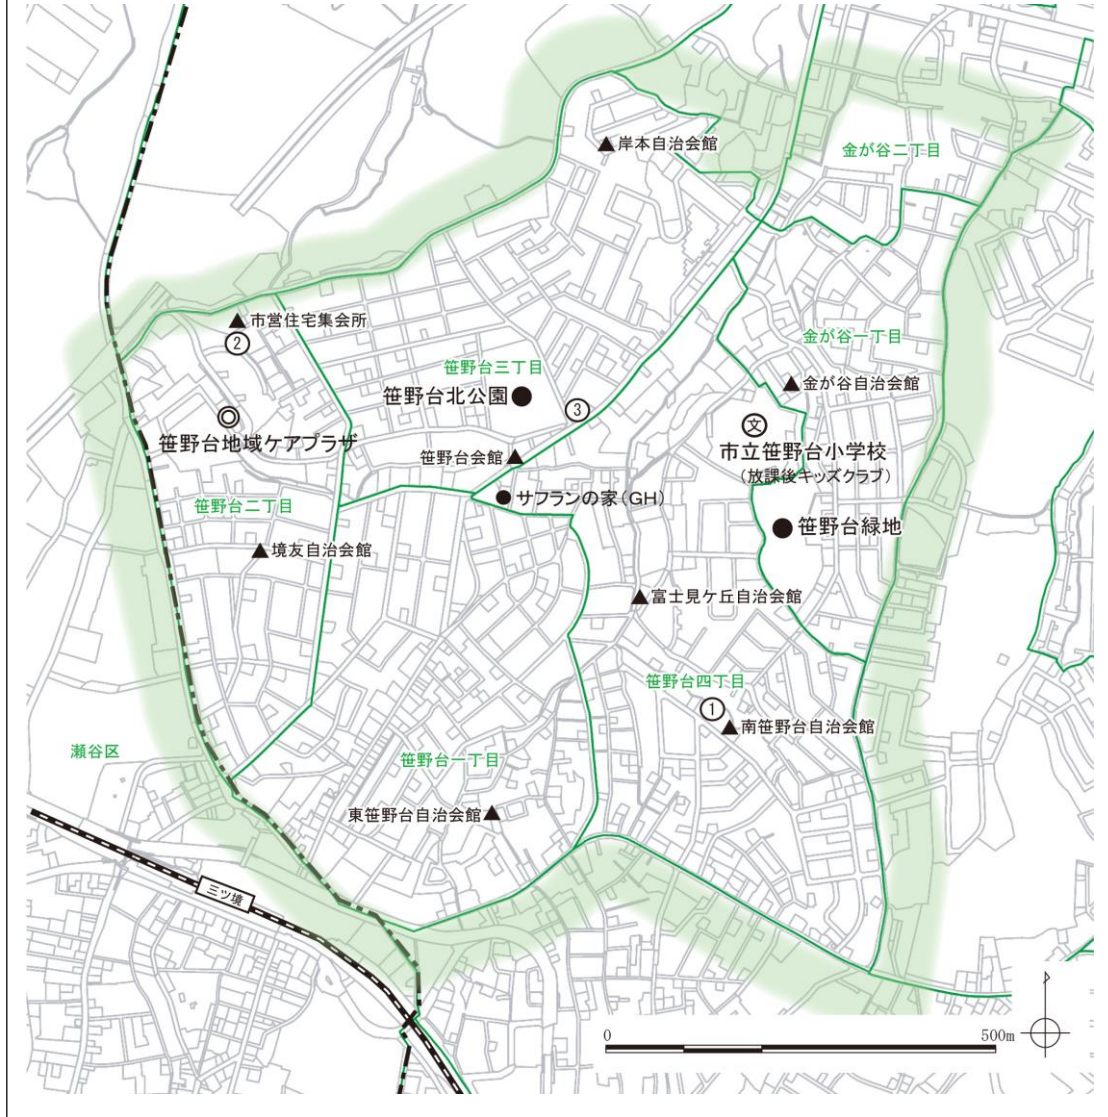 岸本自治会館
金が谷二丁目
市営住宅集会所
②
金が谷一丁目
笹野台三丁目
金が谷自治会館
笹野台北公園
③
笹野台地域ケアプラザ
文
市立笹野台小学校
(放課後キッズクラブ)
笹野台会館
サフランの家(GH)
笹野台二丁目
笹野台緑地
境友自治会館
富士見ケ丘自治会館
笹野台四丁目
①
南笹野台自治会館
瀬谷区
笹野台一丁目
東笹野台自治会館
三ツ境
0
500m